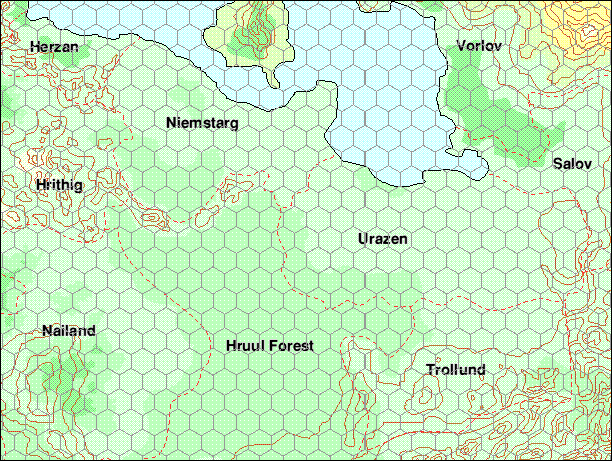 Herzan
Vorlov
Niemstarg
Salov
Hrithig
Urazen
Nailand
Hruul Forest
Trollund